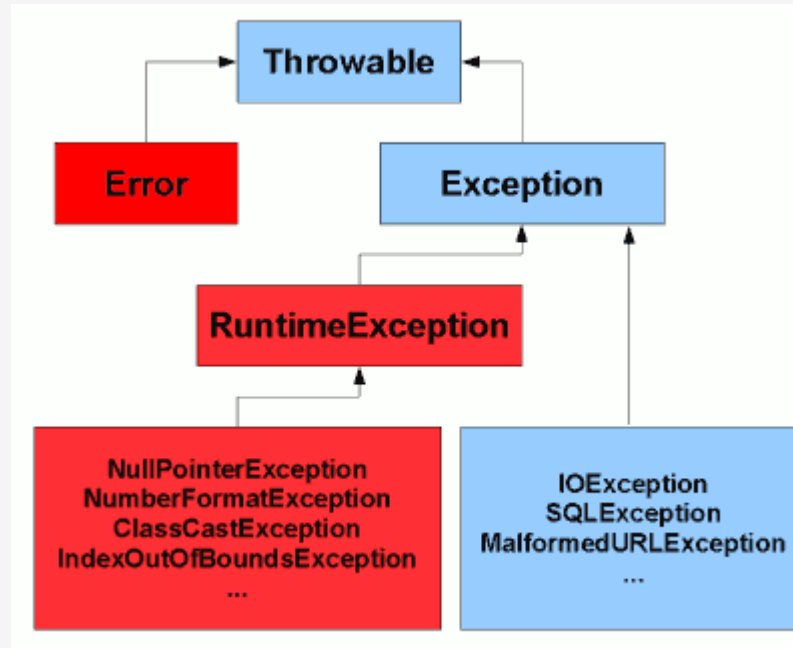 Throwable
Error
Exception
RuntimeException
NullPointerException
NumberFormatException
ClassCastException
IndexOutOfBoundsException
...
IOException
SQLException
MalformedURLException
...